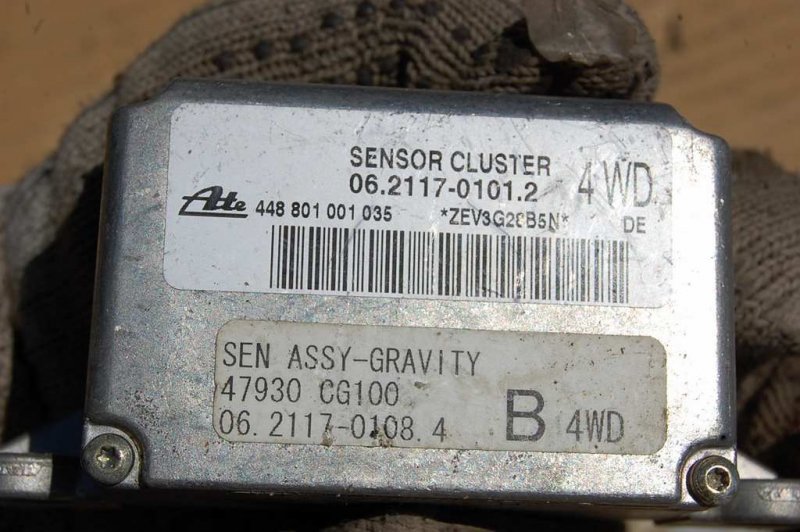 SENSOR CLUSTER
06.2117-0101.2 4WD
Ate 448 801 001 035 *ZEV3G28B5N* DE
SEN ASSY-GRAVITY
47930 CG100
06.2117-0108.4 B 4WD